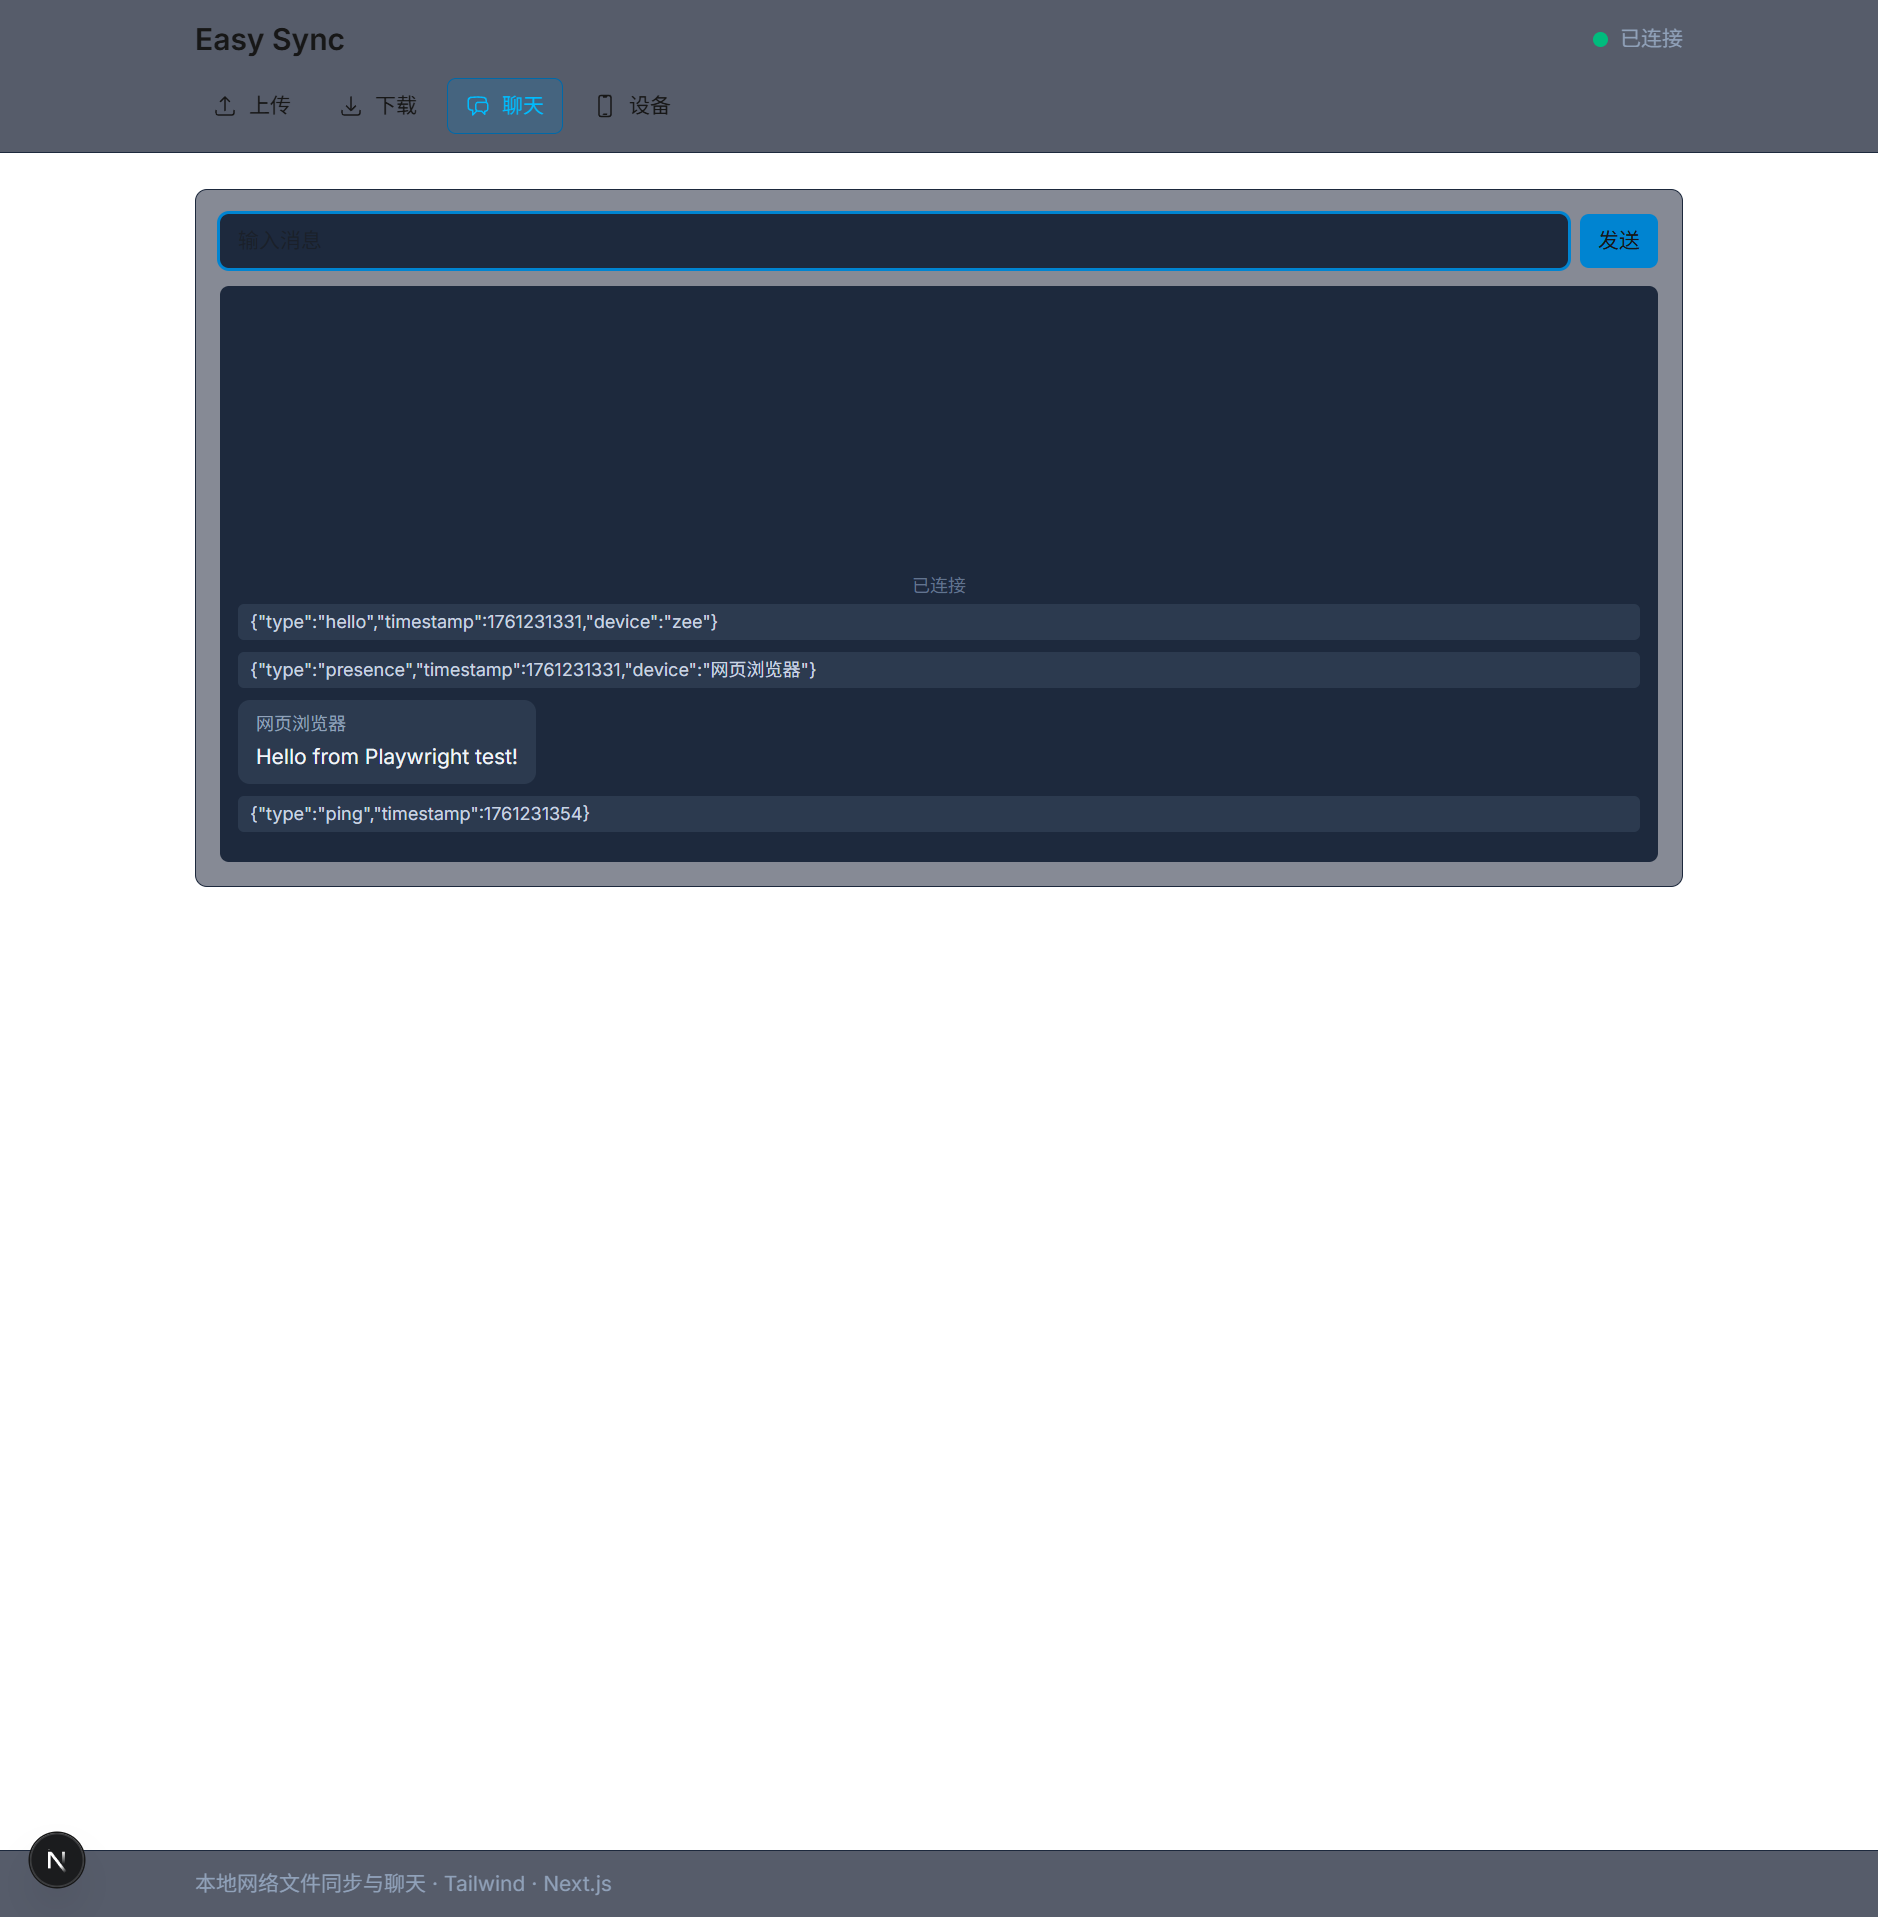 Easy Sync
已连接
上传
下载
聊天
设备
输入消息
发送
已连接
{"type":"hello","timestamp":1761231331,"device":"zee"}
{"type":"presence","timestamp":1761231331,"device":"网页浏览器"}
网页浏览器
Hello from Playwright test!
{"type":"ping","timestamp":1761231354}
N
本地网络文件同步与聊天 · Tailwind · Next.js